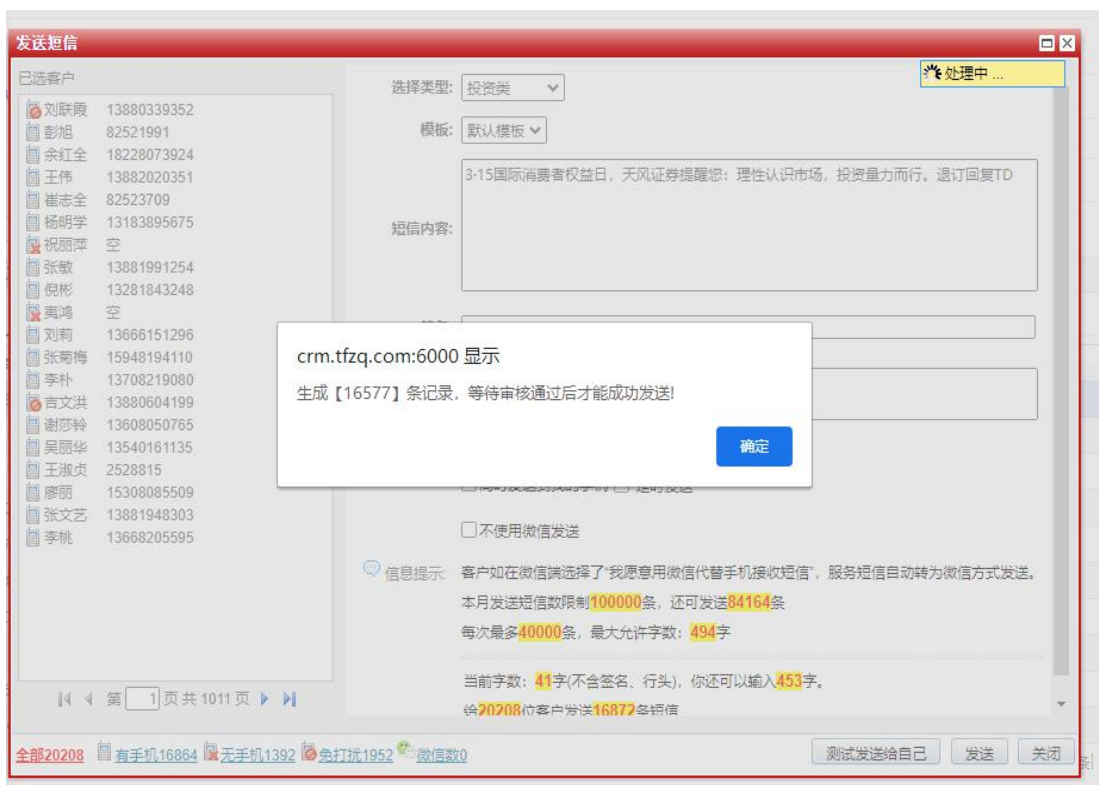 发送短信
处理中 ...
已选客户
刘联霞 13880339352
彭旭 82521991
余红全 18228073924
王伟 13882020351
崔志全 82523709
杨明学 13183895675
祝丽萍 空
张敏 13881991254
倪彬 13281843248
夷鸿 空
刘莉 13666151296
张菊梅 15948194110
李朴 13708219080
吉文洪 13880604199
谢莎铃 13608050765
吴丽华 13540161135
王淑贞 2528815
廖丽 15308085509
张文艺 13881948303
李桃 13668205595
第 1 页共 1011 页
选择类型: 投资类
模板: 默认模板
短信内容:
3·15国际消费者权益日，天风证券提醒您：理性认识市场，投资量力而行。退订回复TD
crm.tfzq.com:6000 显示
生成【16577】条记录，等待审核通过后才能成功发送!
确定
不使用微信发送
信息提示: 客户如在微信端选择了“我愿意用微信代替手机接收短信”，服务短信自动转为微信方式发送。
本月发送短信数限制100000条，还可发送84164条
每次最多40000条，最大允许字数：494字
当前字数：41字(不含签名、行头)，你还可以输入453字。
给20208位客户发送16872条短信
全部20208 有手机16864 无手机1392 免打扰1952 微信数0
测试发送给自己 发送 关闭